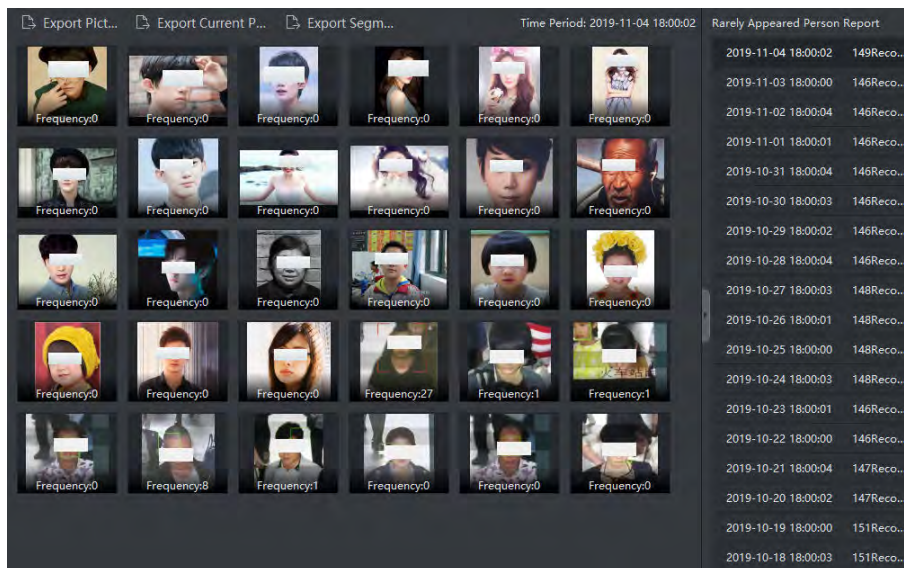 Export Pict... Export Current P... Export Segm... Time Period: 2019-11-04 18:00:02
Frequency:0 Frequency:0 Frequency:0 Frequency:0 Frequency:0 Frequency:0
Frequency:0 Frequency:0 Frequency:0 Frequency:0 Frequency:0 Frequency:0
Frequency:0 Frequency:0 Frequency:0 Frequency:0 Frequency:0 Frequency:0
火车站
Frequency:0 Frequency:0 Frequency:0 Frequency:27 Frequency:1 Frequency:1
Frequency:0 Frequency:8 Frequency:1 Frequency:0 Frequency:0 Frequency:0
Rarely Appeared Person Report
2019-11-04 18:00:02 149Reco...
2019-11-03 18:00:00 146Reco...
2019-11-02 18:00:04 146Reco...
2019-11-01 18:00:01 146Reco...
2019-10-31 18:00:04 146Reco...
2019-10-30 18:00:03 146Reco...
2019-10-29 18:00:02 146Reco...
2019-10-28 18:00:04 146Reco...
2019-10-27 18:00:03 148Reco...
2019-10-26 18:00:01 148Reco...
2019-10-25 18:00:00 148Reco...
2019-10-24 18:00:03 148Reco...
2019-10-23 18:00:01 146Reco...
2019-10-22 18:00:00 146Reco...
2019-10-21 18:00:04 147Reco...
2019-10-20 18:00:02 147Reco...
2019-10-19 18:00:00 151Reco...
2019-10-18 18:00:03 151Reco...